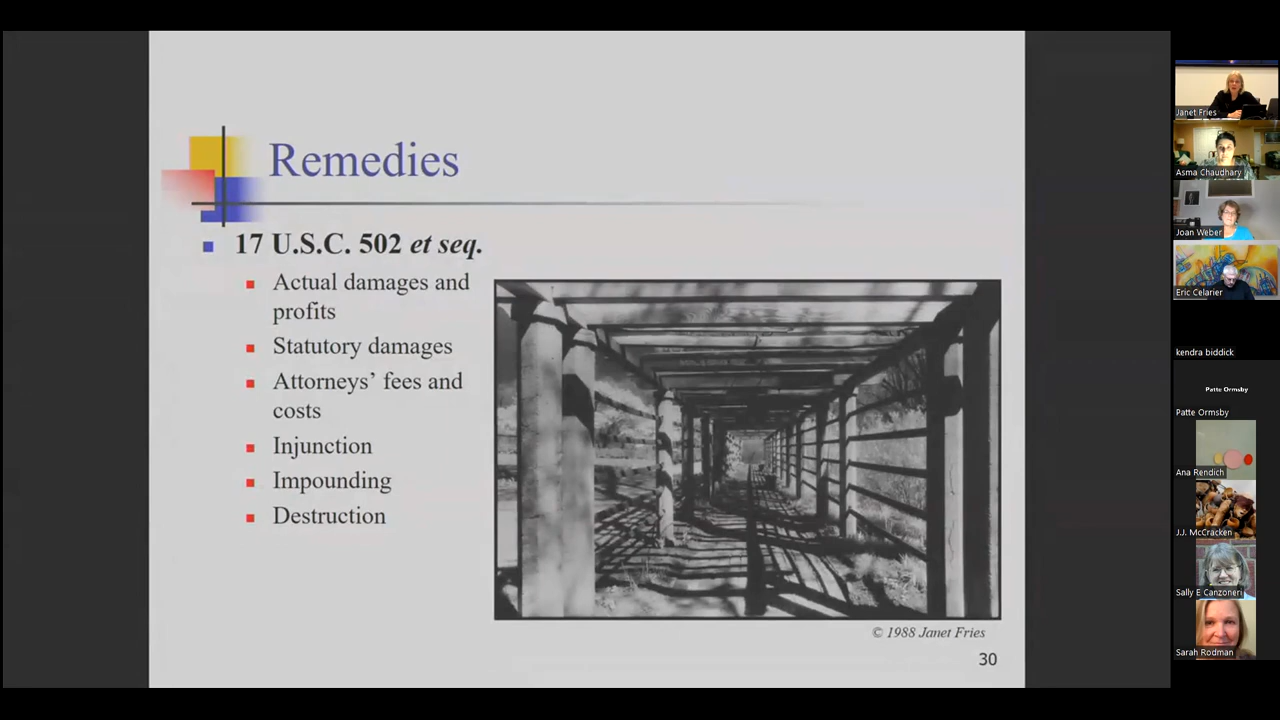 Remedies
17 U.S.C. 502 et seq.
Actual damages and
profits
Statutory damages
Attorneys' fees and
costs
Injunction
Impounding
Destruction
© 1988 Janet Fries
30
Janet Fries
Asma Chaudhary
Joan Weber
Eric Celarier
kendra biddick
Patte Ormsby
Patte Ormsby
Ana Rendich
J.J. McCracken
Sally E Canzoneri
Sarah Rodman